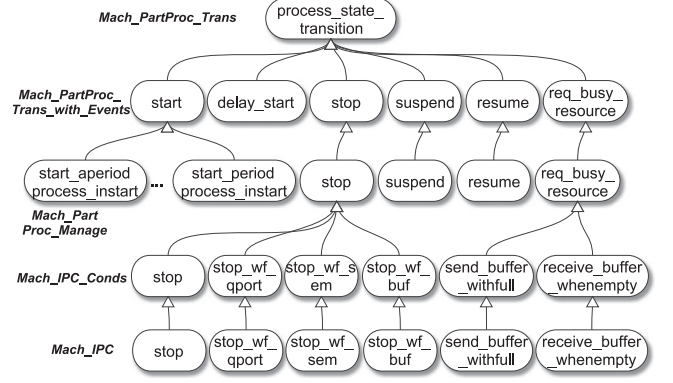 Mach_PartProc_Trans
process_state_
transition
Mach_PartProc_
Trans_with_Events
start
delay_start
stop
suspend
resume
req_busy_
resource
start_aperiod
process_instart
...
start_period
process_instart
stop
suspend
resume
req_busy_
resource
Mach_Part
Proc_Manage
Mach_IPC_Conds
stop
stop_wf_
qport
stop_wf_s
em
stop_wf_
buf
send_buffer
_withfull
receive_buffer
_whenempty
Mach_IPC
stop
stop_wf_
qport
stop_wf_
sem
stop_wf_
buf
send_buffer
_withfull
receive_buffer
_whenempty